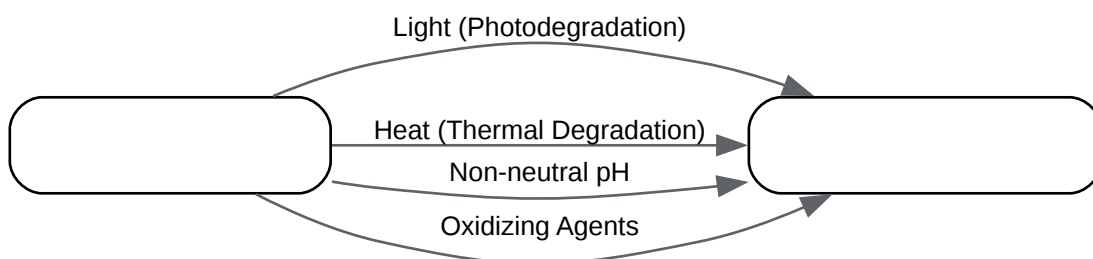 Light (Photodegradation)
Heat (Thermal Degradation)
Non-neutral pH
Oxidizing Agents